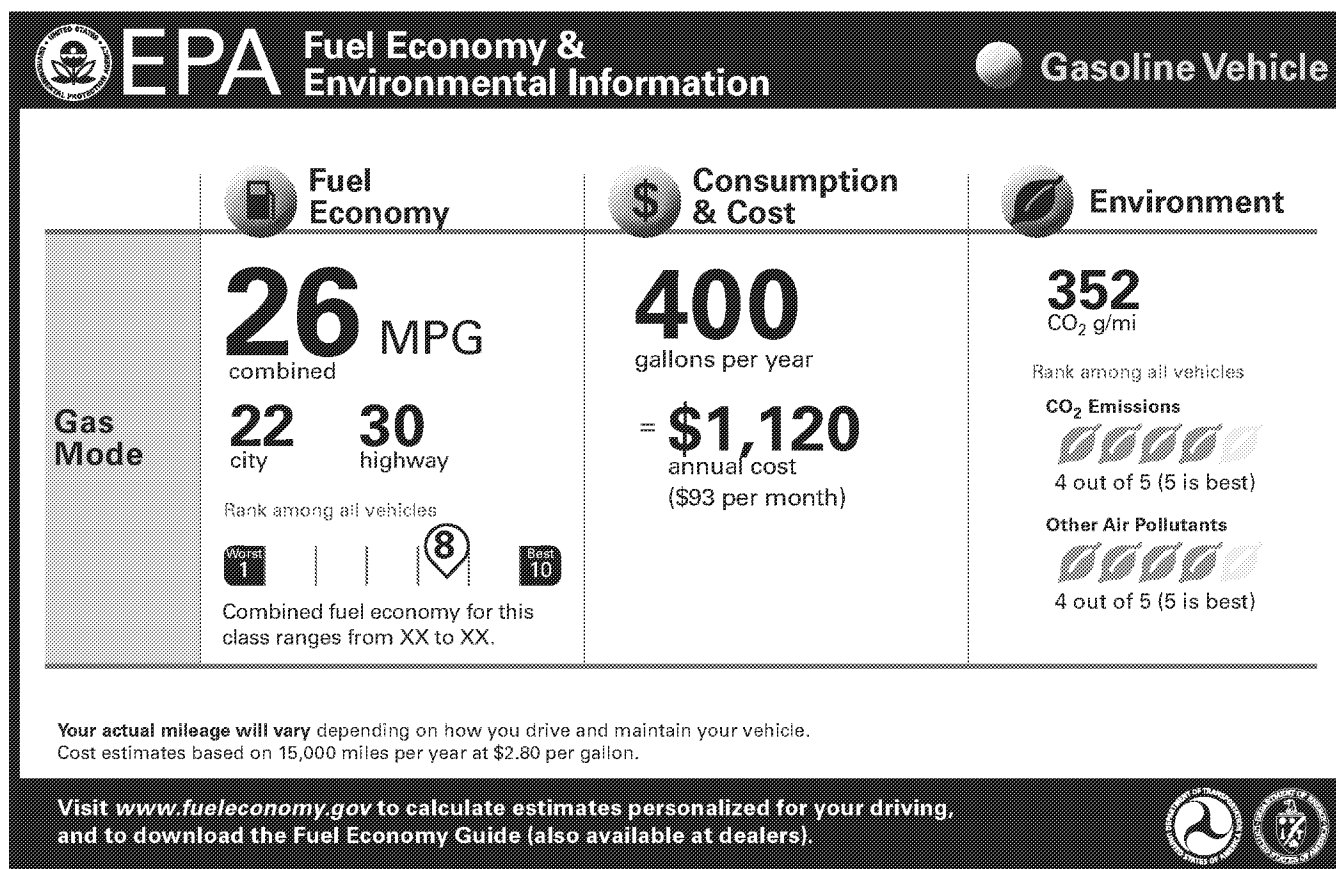 EPA
Fuel Economy &
Environmental Information
Gasoline Vehicle
Fuel
Economy
$
Consumption
& Cost
Environment
Gas
Mode
26 MPG
combined
22
city
30
highway
Rank among all vehicles
Worst
1
8
Best
10
Combined fuel economy for this
class ranges from XX to XX.
400
gallons per year
= $1,120
annual cost
($93 per month)
352
CO₂ g/mi
Rank among all vehicles
CO₂ Emissions
4 out of 5 (5 is best)
Other Air Pollutants
4 out of 5 (5 is best)
Your actual mileage will vary depending on how you drive and maintain your vehicle.
Cost estimates based on 15,000 miles per year at $2.80 per gallon.
Visit www.fueleconomy.gov to calculate estimates personalized for your driving,
and to download the Fuel Economy Guide (also available at dealers).